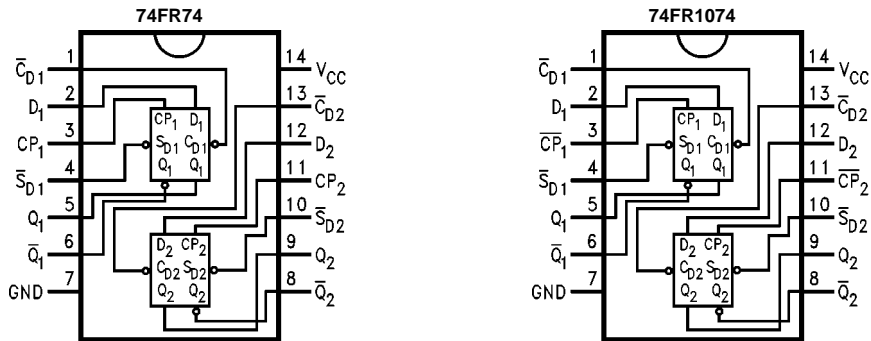 74FR74
1 C̅D1
2 D1
3 CP1
4 S̅D1
5 Q1
6 Q̅1
7 GND
14 VCC
13 C̅D2
12 D2
11 CP2
10 S̅D2
9 Q2
8 Q̅2
CP1 D1
SD1 CD1
Q1 Q1
D2 CP2
CD2 SD2
Q2 Q2
74FR1074
1 C̅D1
2 D1
3 C̅P̅1
4 S̅D1
5 Q1
6 Q̅1
7 GND
14 VCC
13 C̅D2
12 D2
11 C̅P̅2
10 S̅D2
9 Q2
8 Q̅2
CP1 D1
SD1 CD1
Q1 Q1
D2 CP2
CD2 SD2
Q2 Q2